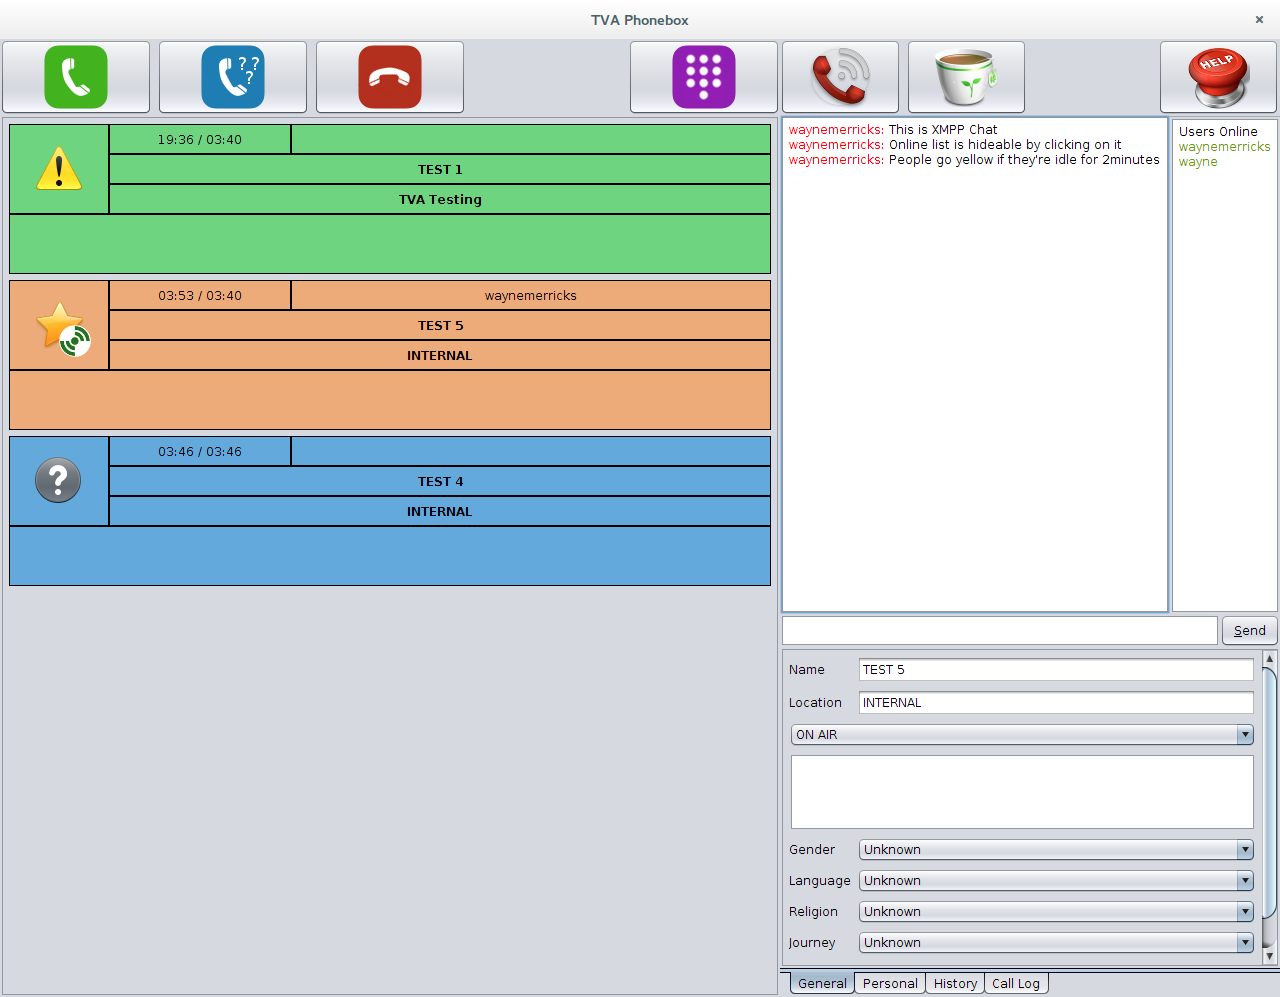 TVA Phonebox
??
?
HELP
19:36 / 03:40
TEST 1
TVA Testing
03:53 / 03:40
waynemerricks
TEST 5
INTERNAL
03:46 / 03:46
?
TEST 4
INTERNAL
waynemerricks: This is XMPP Chat
waynemerricks: Online list is hideable by clicking on it
waynemerricks: People go yellow if they're idle for 2minutes
Users Online
waynemerricks
wayne
Send
Name
TEST 5
Location
INTERNAL
ON AIR
Gender
Unknown
Language
Unknown
Religion
Unknown
Journey
Unknown
General
Personal
History
Call Log